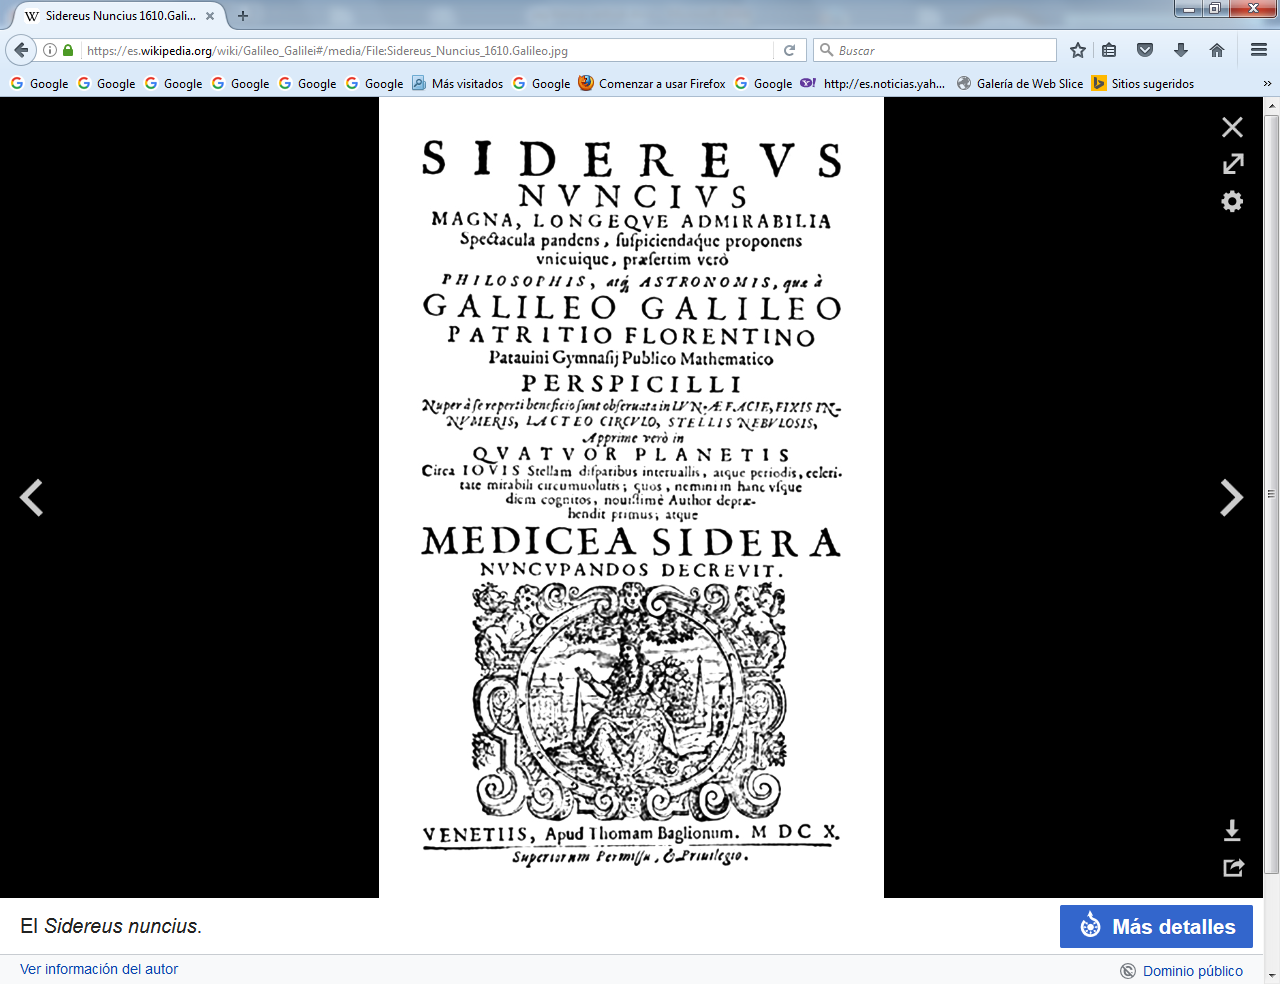 Sidereus Nuncius 1610.Gali...
https://es.wikipedia.org/wiki/Galileo_Galilei#/media/File:Sidereus_Nuncius_1610.Galileo.jpg
Buscar
Google Google Google Google Google Google Más visitados Google Comenzar a usar Firefox Google http://es.noticias.yah... Galería de Web Slice Sitios sugeridos
SIDEREVS
NVNCIVS
MAGNA, LONGEQVE ADMIRABILIA
Spectacula pandens, ſuſpiciendaque proponens
vnicuique, præſertim verò
PHILOSOPHIS, atq́ ASTRONOMIS, quæ à
GALILEO GALILEO
PATRITIO FLORENTINO
Patauini Gymnaſij Publico Mathematico
PERSPICILLI
Nuper à ſe reperti beneficio ſunt obſeruata in LVNÆ FACIE, FIXIS IN-
NVMERIS, LACTEO CIRCVLO, STELLIS NEBVLOSIS,
Apprime verò in
QVATVOR PLANETIS
Circa IOVIS Stellam diſparibus interuallis, atque periodis, celeri-
tate mirabili circumuolutis; quos, nemini in hanc vſque
diem cognitos, nouiſſimè Author depræ-
hendit primus; atque
MEDICEA SIDERA
NVNCVPANDOS DECREVIT.
VENETIIS, Apud Thomam Baglionum. M DC X.
Superiorum Permiſſu, & Priuilegio.
El Sidereus nuncius.
Más detalles
Ver información del autor
Dominio público